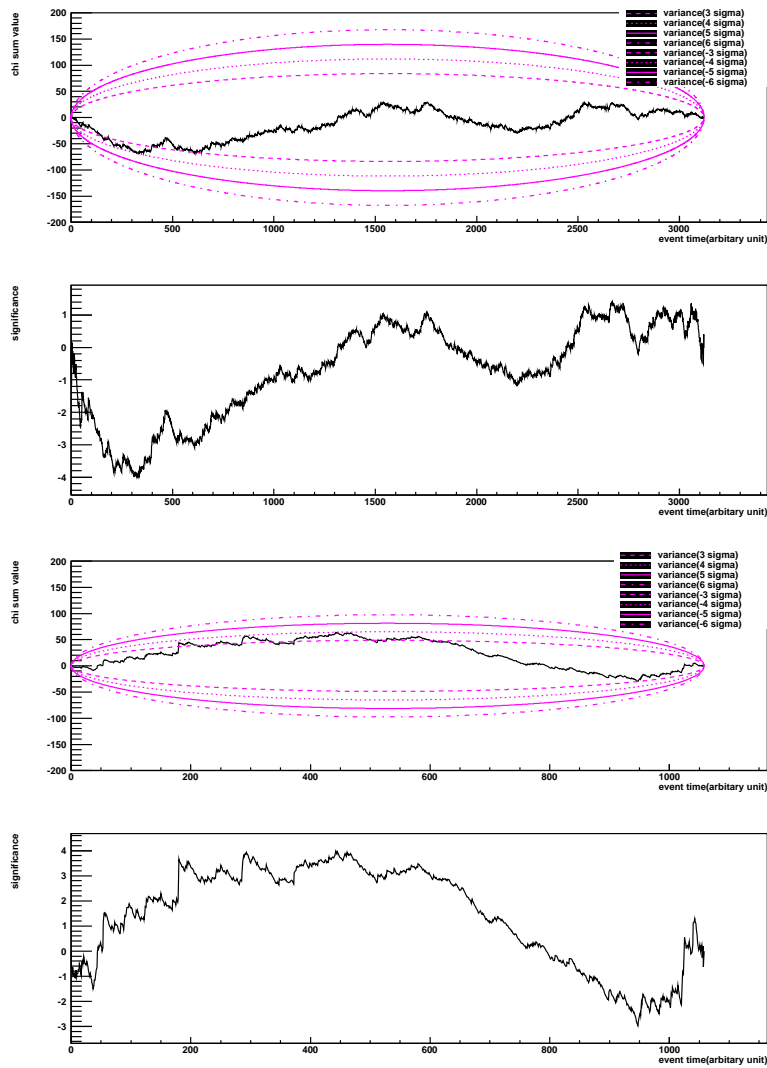 chI sum value
200
150
100
50
0
-50
-100
-150
-200
variance(3 sigma)
variance(4 sigma)
variance(5 sigma)
variance(6 sigma)
variance(-3 sigma)
variance(-4 sigma)
variance(-5 sigma)
variance(-6 sigma)
0 500 1000 1500 2000 2500 3000
event time(arbitary unit)
significance
1
0
-1
-2
-3
-4
0 500 1000 1500 2000 2500 3000
event time(arbitary unit)
chI sum value
200
150
100
50
0
-50
-100
-150
-200
variance(3 sigma)
variance(4 sigma)
variance(5 sigma)
variance(6 sigma)
variance(-3 sigma)
variance(-4 sigma)
variance(-5 sigma)
variance(-6 sigma)
0 200 400 600 800 1000
event time(arbitary unit)
significance
4
3
2
1
0
-1
-2
-3
0 200 400 600 800 1000
event time(arbitary unit)